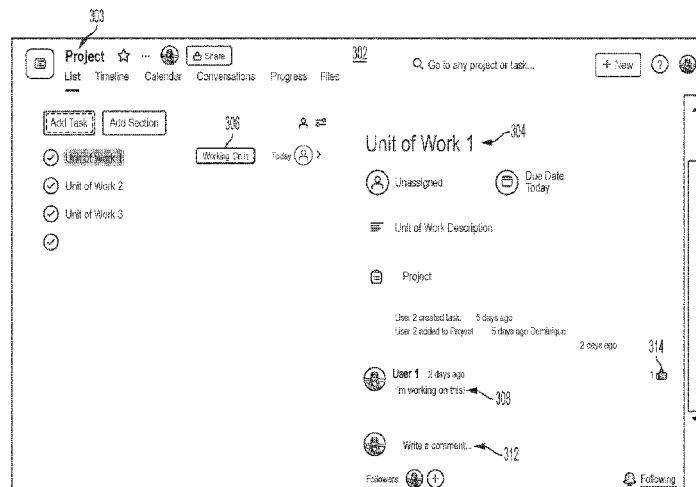 303
Project ... Share 302 Go to any project or task... + New ?
List Timeline Calendar Conversations Progress Files
Add Task Add Section 306
Unit of Work 1 Working On It Today
Unit of Work 2
Unit of Work 3
Unit of Work 1 304
Unassigned Due Date
Today
Unit of Work Description
Project
User 2 created task. 5 days ago
User 2 added to Project 5 days ago Dominique
2 days ago 314
User 1 2 days ago 1
I'm working on this! 308
Write a comment... 312
Followers + Following